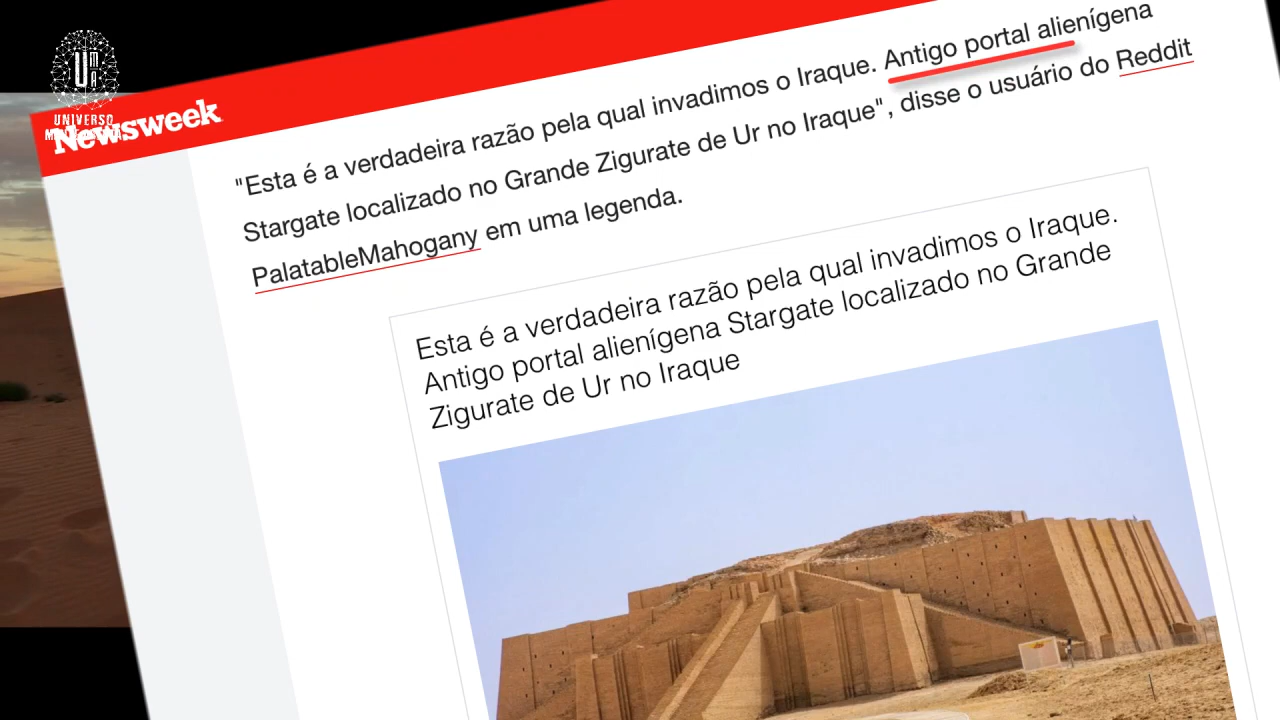 UMA
UNIVERSO
Newsweek
"Esta é a verdadeira razão pela qual invadimos o Iraque. Antigo portal alienígena
Stargate localizado no Grande Zigurate de Ur no Iraque", disse o usuário do Reddit
PalatableMahogany em uma legenda.
Esta é a verdadeira razão pela qual invadimos o Iraque.
Antigo portal alienígena Stargate localizado no Grande
Zigurate de Ur no Iraque